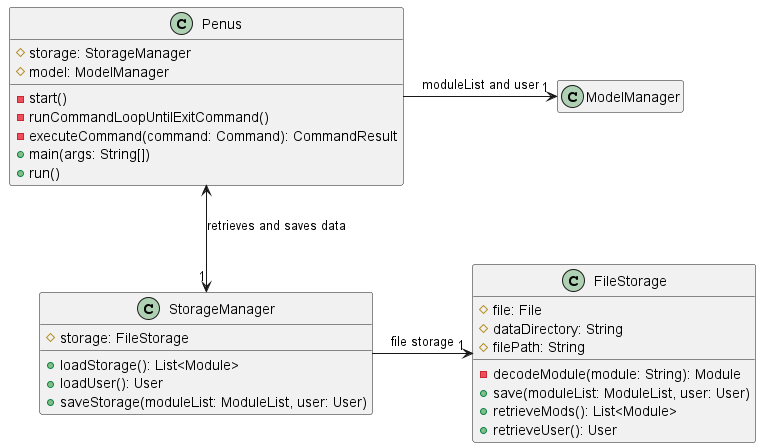 C Penus
storage: StorageManager
model: ModelManager
start()
runCommandLoopUntilExitCommand()
executeCommand(command: Command): CommandResult
main(args: String[])
run()
moduleList and user 1
C ModelManager
retrieves and saves data
1
C StorageManager
storage: FileStorage
loadStorage(): List<Module>
loadUser(): User
saveStorage(moduleList: ModuleList, user: User)
file storage 1
C FileStorage
file: File
dataDirectory: String
filePath: String
decodeModule(module: String): Module
save(moduleList: ModuleList, user: User)
retrieveMods(): List<Module>
retrieveUser(): User